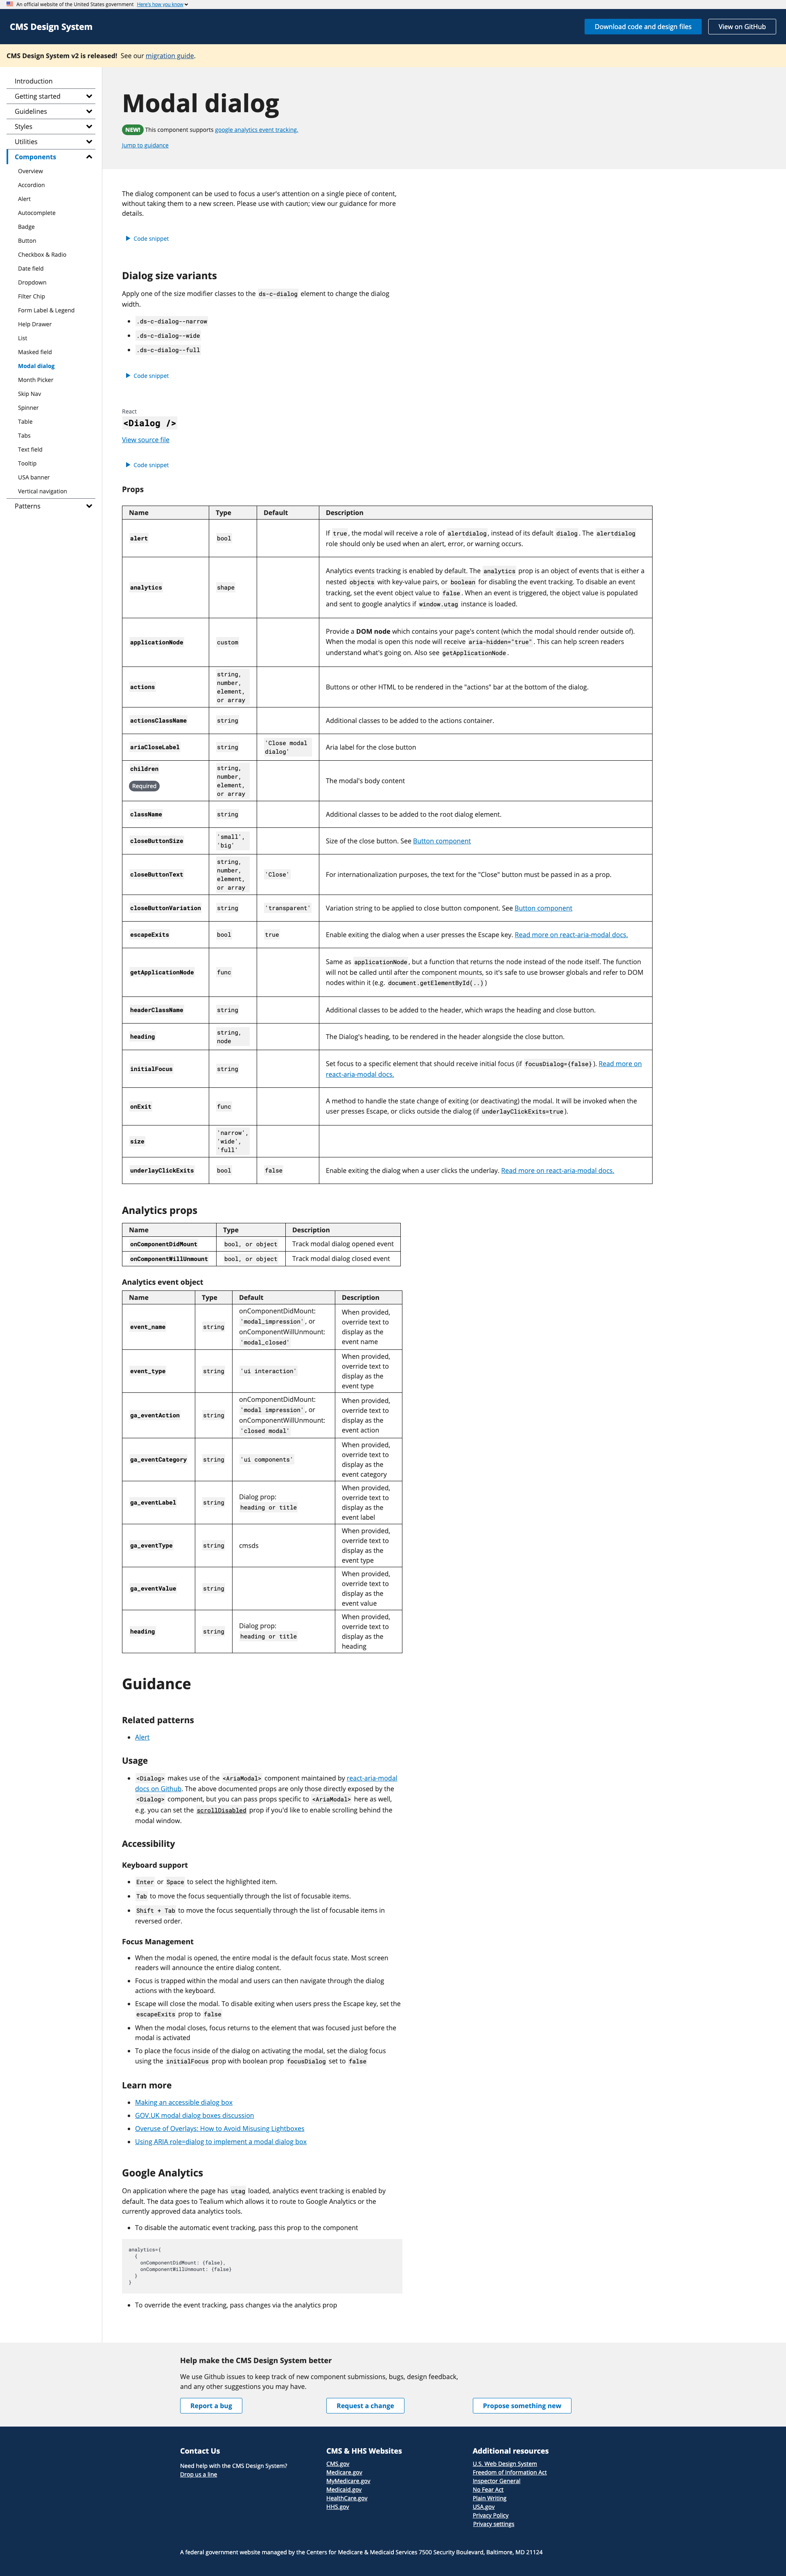 An official website of the United States government Here's how you know
CMS Design System
Download code and design files
View on GitHub
CMS Design System v2 is released! See our migration guide.
Introduction
Getting started
Guidelines
Styles
Utilities
Components
Overview
Accordion
Alert
Autocomplete
Badge
Button
Checkbox & Radio
Date field
Dropdown
Filter Chip
Form Label & Legend
Help Drawer
List
Masked field
Modal dialog
Month Picker
Skip Nav
Spinner
Table
Tabs
Text field
Tooltip
USA banner
Vertical navigation
Patterns
Modal dialog
NEW! This component supports google analytics event tracking.
Jump to guidance
The dialog component can be used to focus a user's attention on a single piece of content,
without taking them to a new screen. Please use with caution; view our guidance for more
details.
Code snippet
Dialog size variants
Apply one of the size modifier classes to the ds-c-dialog element to change the dialog
width.
.ds-c-dialog--narrow
.ds-c-dialog--wide
.ds-c-dialog--full
Code snippet
React
<Dialog />
View source file
Code snippet
Props
Name Type Default Description
alert bool If true, the modal will receive a role of alertdialog, instead of its default dialog. The alertdialog
role should only be used when an alert, error, or warning occurs.
analytics shape Analytics events tracking is enabled by default. The analytics prop is an object of events that is either a
nested objects with key-value pairs, or boolean for disabling the event tracking. To disable an event
tracking, set the event object value to false. When an event is triggered, the object value is populated
and sent to google analytics if window.utag instance is loaded.
applicationNode custom Provide a DOM node which contains your page's content (which the modal should render outside of).
When the modal is open this node will receive aria-hidden="true". This can help screen readers
understand what's going on. Also see getApplicationNode.
actions string,
number,
element,
or array
Buttons or other HTML to be rendered in the "actions" bar at the bottom of the dialog.
actionsClassName string Additional classes to be added to the actions container.
ariaCloseLabel string 'Close modal
dialog'
Aria label for the close button
children
Required
string,
number,
element,
or array
The modal's body content
className string Additional classes to be added to the root dialog element.
closeButtonSize 'small',
'big'
Size of the close button. See Button component
closeButtonText string,
number,
element,
or array
'Close' For internationalization purposes, the text for the "Close" button must be passed in as a prop.
closeButtonVariation string 'transparent' Variation string to be applied to close button component. See Button component
escapeExits bool true Enable exiting the dialog when a user presses the Escape key. Read more on react-aria-modal docs.
getApplicationNode func Same as applicationNode, but a function that returns the node instead of the node itself. The function
will not be called until after the component mounts, so it's safe to use browser globals and refer to DOM
nodes within it (e.g. document.getElementById(..))
headerClassName string Additional classes to be added to the header, which wraps the heading and close button.
heading string,
node
The Dialog's heading, to be rendered in the header alongside the close button.
initialFocus string Set focus to a specific element that should receive initial focus (if focusDialog={false}). Read more on
react-aria-modal docs.
onExit func A method to handle the state change of exiting (or deactivating) the modal. It will be invoked when the
user presses Escape, or clicks outside the dialog (if underlayClickExits=true).
size 'narrow',
'wide',
'full'
underlayClickExits bool false Enable exiting the dialog when a user clicks the underlay. Read more on react-aria-modal docs.
Analytics props
Name Type Description
onComponentDidMount bool, or object Track modal dialog opened event
onComponentWillUnmount bool, or object Track modal dialog closed event
Analytics event object
Name Type Default Description
event_name string onComponentDidMount:
'modal_impression', or
onComponentWillUnmount:
'modal_closed'
When provided,
override text to
display as the
event name
event_type string 'ui interaction' When provided,
override text to
display as the
event type
ga_eventAction string onComponentDidMount:
'modal impression', or
onComponentWillUnmount:
'closed modal'
When provided,
override text to
display as the
event action
ga_eventCategory string 'ui components' When provided,
override text to
display as the
event category
ga_eventLabel string Dialog prop:
heading or title
When provided,
override text to
display as the
event label
ga_eventType string cmsds When provided,
override text to
display as the
event type
ga_eventValue string When provided,
override text to
display as the
event value
heading string Dialog prop:
heading or title
When provided,
override text to
display as the
heading
Guidance
Related patterns
Alert
Usage
<Dialog> makes use of the <AriaModal> component maintained by react-aria-modal
docs on Github. The above documented props are only those directly exposed by the
<Dialog> component, but you can pass props specific to <AriaModal> here as well,
e.g. you can set the scrollDisabled prop if you'd like to enable scrolling behind the
modal window.
Accessibility
Keyboard support
Enter or Space to select the highlighted item.
Tab to move the focus sequentially through the list of focusable items.
Shift + Tab to move the focus sequentially through the list of focusable items in
reversed order.
Focus Management
When the modal is opened, the entire modal is the default focus state. Most screen
readers will announce the entire dialog content.
Focus is trapped within the modal and users can then navigate through the dialog
actions with the keyboard.
Escape will close the modal. To disable exiting when users press the Escape key, set the
escapeExits prop to false
When the modal closes, focus returns to the element that was focused just before the
modal is activated
To place the focus inside of the dialog on activating the modal, set the dialog focus
using the initialFocus prop with boolean prop focusDialog set to false
Learn more
Making an accessible dialog box
GOV.UK modal dialog boxes discussion
Overuse of Overlays: How to Avoid Misusing Lightboxes
Using ARIA role=dialog to implement a modal dialog box
Google Analytics
On application where the page has utag loaded, analytics event tracking is enabled by
default. The data goes to Tealium which allows it to route to Google Analytics or the
currently approved data analytics tools.
To disable the automatic event tracking, pass this prop to the component
analytics={
{
onComponentDidMount: {false},
onComponentWillUnmount: {false}
}
}
To override the event tracking, pass changes via the analytics prop
Help make the CMS Design System better
We use Github issues to keep track of new component submissions, bugs, design feedback,
and any other suggestions you may have.
Report a bug
Request a change
Propose something new
Contact Us
Need help with the CMS Design System?
Drop us a line
CMS & HHS Websites
CMS.gov
Medicare.gov
MyMedicare.gov
Medicaid.gov
HealthCare.gov
HHS.gov
Additional resources
U.S. Web Design System
Freedom of Information Act
Inspector General
No Fear Act
Plain Writing
USA.gov
Privacy Policy
Privacy settings
A federal government website managed by the Centers for Medicare & Medicaid Services 7500 Security Boulevard, Baltimore, MD 21124